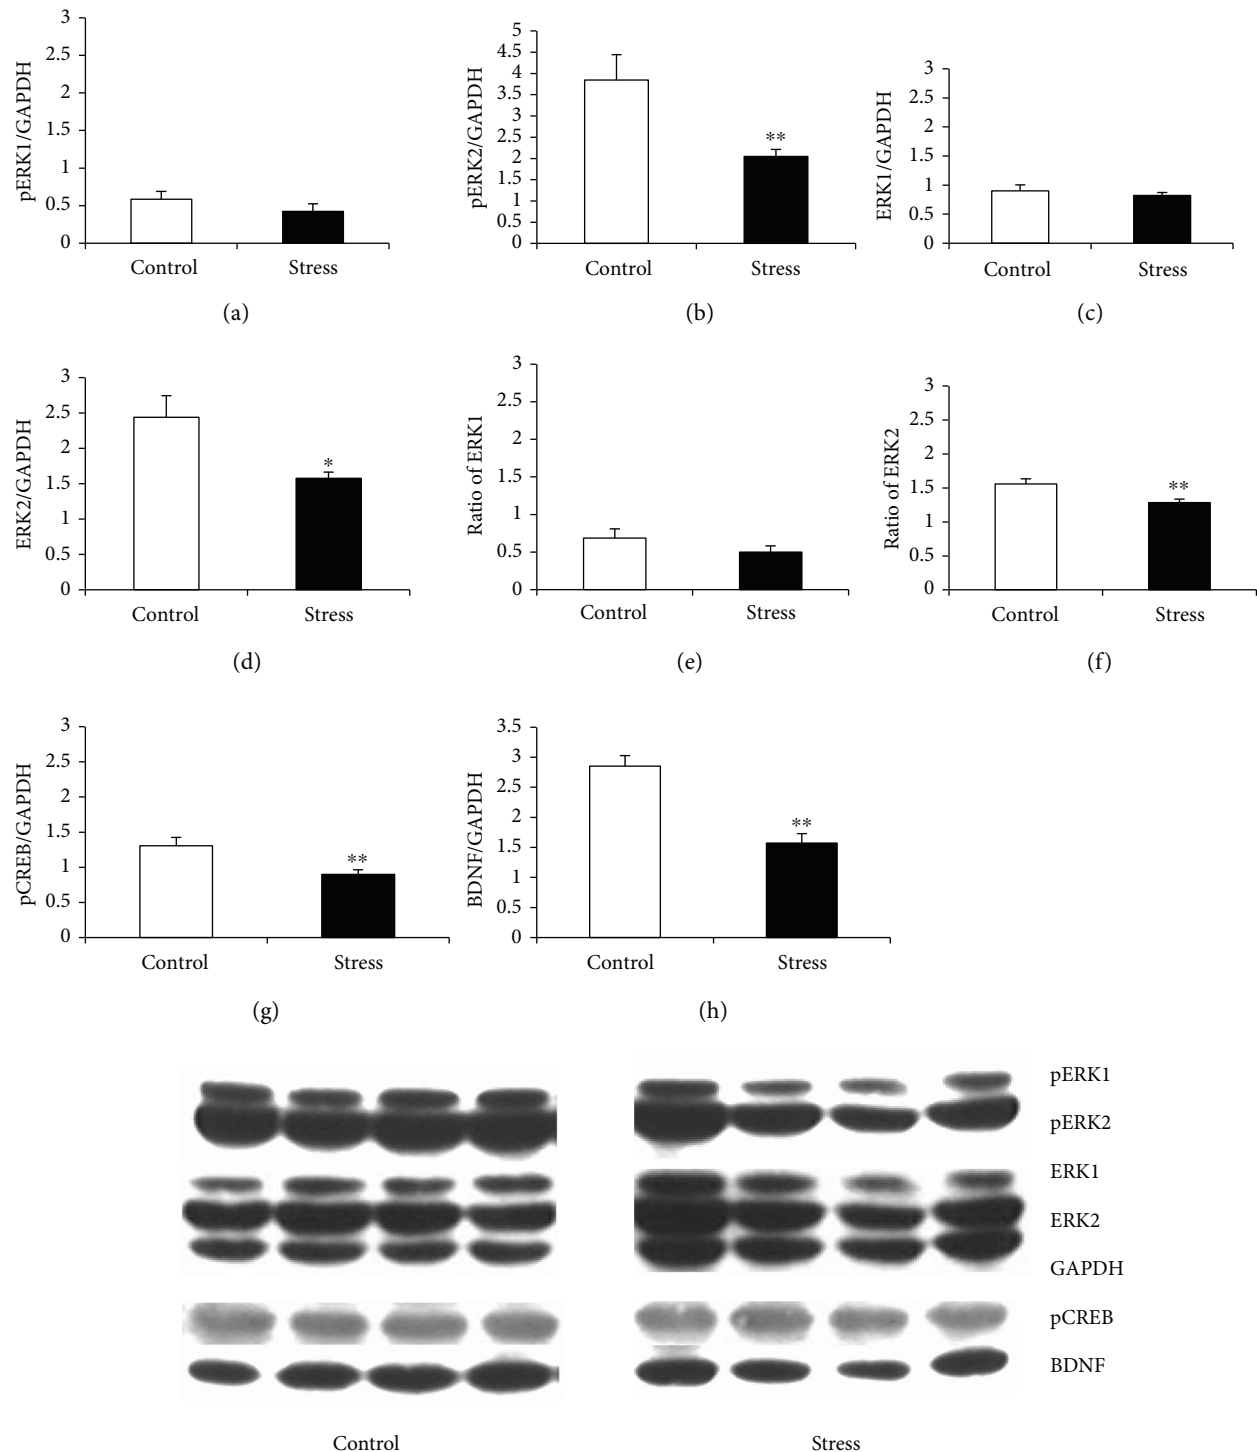 pERK1/GAPDH
3
2.5
2
1.5
1
0.5
0
Control Stress
(a)
pERK2/GAPDH
5
4.5
4
3.5
3
2.5
2
1.5
1
0.5
0
**
Control Stress
(b)
ERK1/GAPDH
3
2.5
2
1.5
1
0.5
0
Control Stress
(c)
ERK2/GAPDH
3
2.5
2
1.5
1
0.5
0
*
Control Stress
(d)
Ratio of ERK1
3
2.5
2
1.5
1
0.5
0
Control Stress
(e)
Ratio of ERK2
3
2.5
2
1.5
1
0.5
0
**
Control Stress
(f)
pCREB/GAPDH
3
2.5
2
1.5
1
0.5
0
**
Control Stress
(g)
BDNF/GAPDH
3.5
3
2.5
2
1.5
1
0.5
0
**
Control Stress
(h)
pERK1
pERK2
ERK1
ERK2
GAPDH
pCREB
BDNF
Control Stress